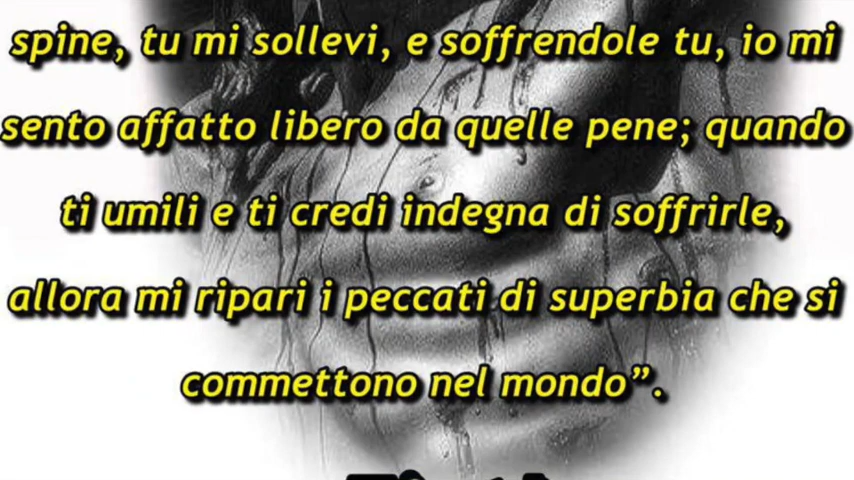 spine, tu mi sollevi, e soffrendole tu, io mi
sento affatto libero da quelle pene; quando
ti umili e ti credi indegna di soffrirle,
allora mi ripari i peccati di superbia che si
commettono nel mondo”.